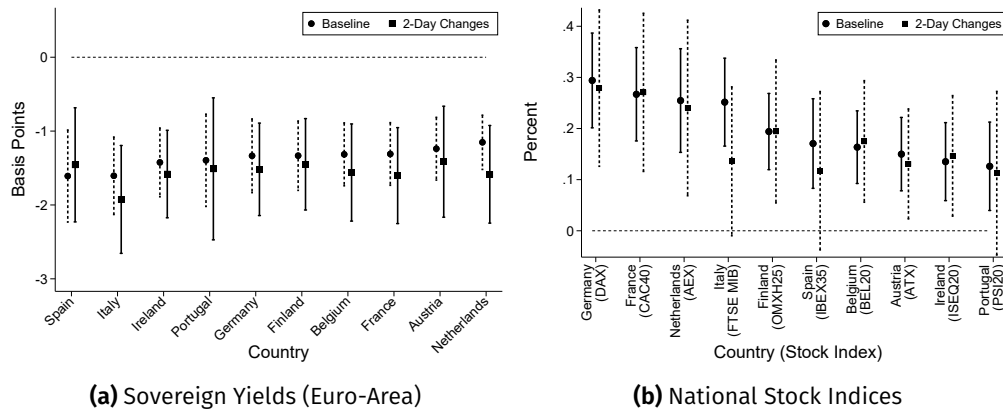 Baseline
2-Day Changes
0
-1
-2
-3
Basis Points
Spain
Italy
Ireland
Portugal
Germany
Finland
Belgium
France
Austria
Netherlands
Country
(a) Sovereign Yields (Euro-Area)
Baseline
2-Day Changes
.4
.3
.2
.1
0
Percent
Germany
(DAX)
France
(CAC40)
Netherlands
(AEX)
Italy
(FTSE MIB)
Finland
(OMXH25)
Spain
(IBEX35)
Belgium
(BEL20)
Austria
(ATX)
Ireland
(ISEQ20)
Portugal
(PSI20)
Country (Stock Index)
(b) National Stock Indices